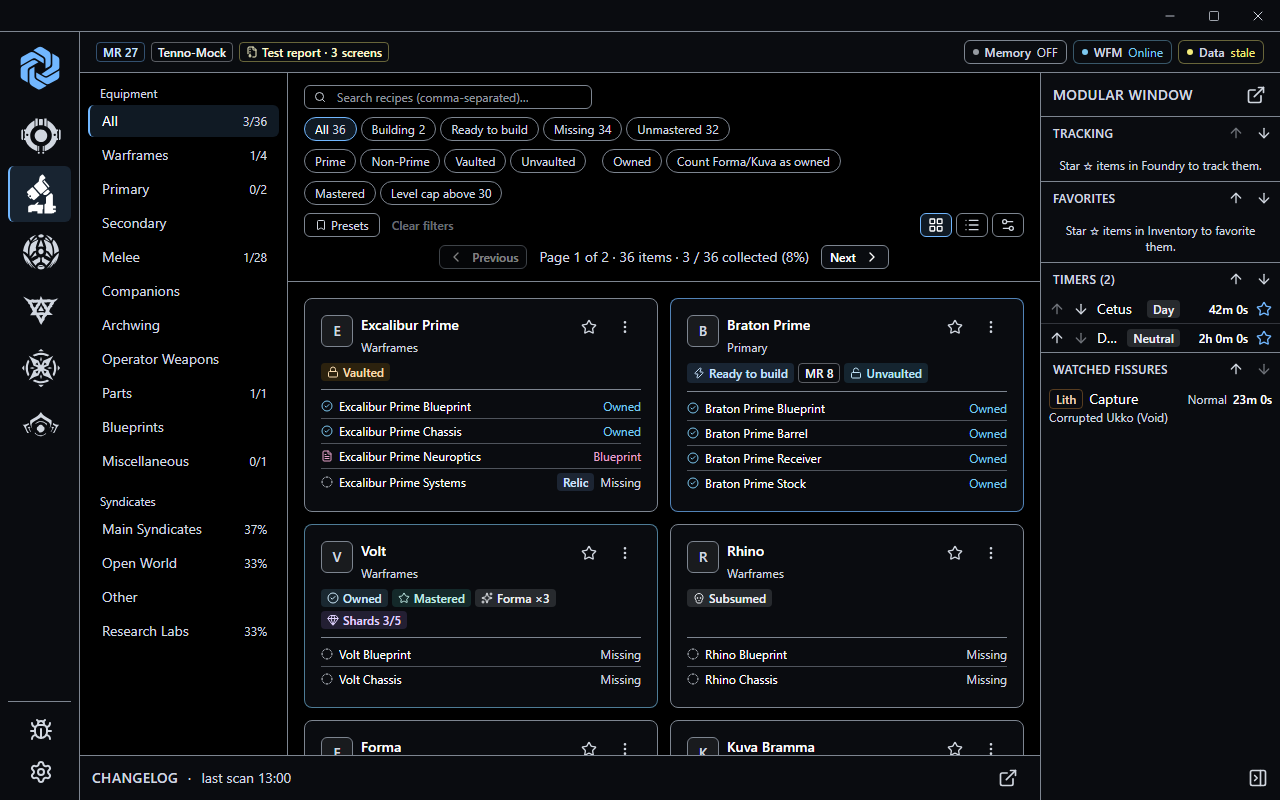 MR 27 Tenno-Mock Test report · 3 screens Memory OFF WFM Online Data stale
Equipment
All 3/36
Warframes 1/4
Primary 0/2
Secondary
Melee 1/28
Companions
Archwing
Operator Weapons
Parts 1/1
Blueprints
Miscellaneous 0/1
Syndicates
Main Syndicates 37%
Open World 33%
Other
Research Labs 33%
Search recipes (comma-separated)...
All 36 Building 2 Ready to build Missing 34 Unmastered 32
Prime Non-Prime Vaulted Unvaulted Owned Count Forma/Kuva as owned
Mastered Level cap above 30
Presets Clear filters
Previous Page 1 of 2 · 36 items · 3 / 36 collected (8%) Next
E Excalibur Prime
Warframes
Vaulted
Excalibur Prime Blueprint Owned
Excalibur Prime Chassis Owned
Excalibur Prime Neuroptics Blueprint
Excalibur Prime Systems Relic Missing
B Braton Prime
Primary
Ready to build MR 8 Unvaulted
Braton Prime Blueprint Owned
Braton Prime Barrel Owned
Braton Prime Receiver Owned
Braton Prime Stock Owned
V Volt
Warframes
Owned Mastered Forma ×3
Shards 3/5
Volt Blueprint Missing
Volt Chassis Missing
R Rhino
Warframes
Subsumed
Rhino Blueprint Missing
Rhino Chassis Missing
F Forma
K Kuva Bramma
CHANGELOG · last scan 13:00
MODULAR WINDOW
TRACKING
Star ☆ items in Foundry to track them.
FAVORITES
Star ☆ items in Inventory to favorite
them.
TIMERS (2)
Cetus Day 42m 0s
D... Neutral 2h 0m 0s
WATCHED FISSURES
Lith Capture Normal 23m 0s
Corrupted Ukko (Void)